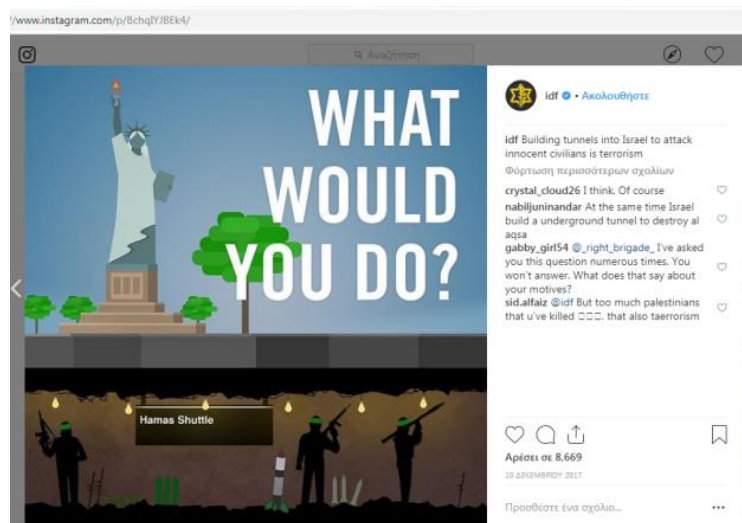 /www.instagram.com/p/BchqIYJBEk4/
Αναζήτηση
WHAT
WOULD
YOU DO?
Hamas Shuttle
idf • Ακολουθήστε
idf Building tunnels into Israel to attack
innocent civilians is terrorism
Φόρτωση περισσότερων σχολίων
crystal_cloud26 I think. Of course
nabiljuninandar At the same time Israel
build a underground tunnel to destroy al
aqsa
gabby_girl54 @_right_brigade_ I've asked
you this question numerous times. You
won't answer. What does that say about
your motives?
sid.alfaiz @idf But too much palestinians
that u've killed □□□. that also taerrorism
Αρέσει σε 8,669
10 ΔΕΚΕΜΒΡΊΟΥ 2017
Προσθέστε ένα σχόλιο...